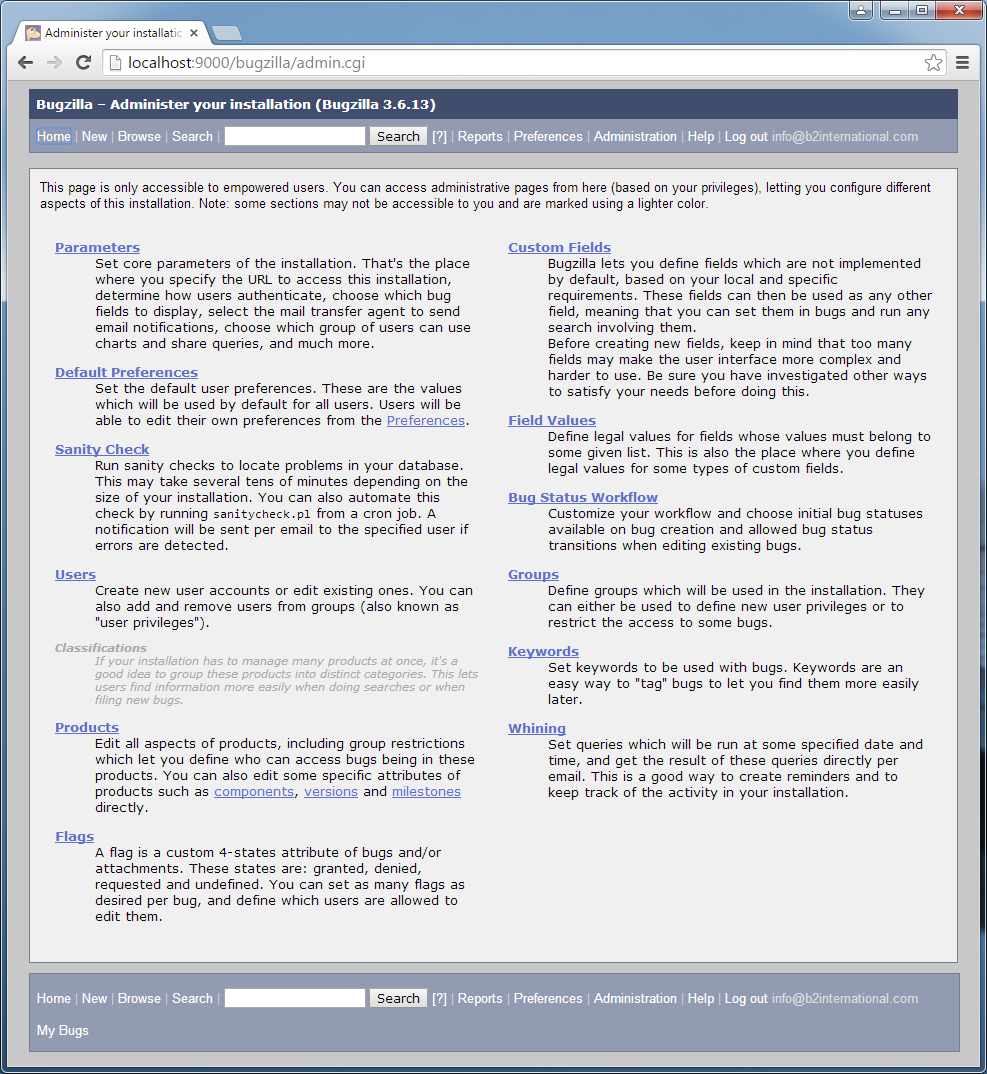 Administer your installatio
localhost:9000/bugzilla/admin.cgi
Bugzilla – Administer your installation (Bugzilla 3.6.13)
Home | New | Browse | Search | Search [?] | Reports | Preferences | Administration | Help | Log out info@b2international.com
This page is only accessible to empowered users. You can access administrative pages from here (based on your privileges), letting you configure different
aspects of this installation. Note: some sections may not be accessible to you and are marked using a lighter color.
Parameters
Set core parameters of the installation. That's the place
where you specify the URL to access this installation,
determine how users authenticate, choose which bug
fields to display, select the mail transfer agent to send
email notifications, choose which group of users can use
charts and share queries, and much more.
Default Preferences
Set the default user preferences. These are the values
which will be used by default for all users. Users will be
able to edit their own preferences from the Preferences.
Sanity Check
Run sanity checks to locate problems in your database.
This may take several tens of minutes depending on the
size of your installation. You can also automate this
check by running sanitycheck.pl from a cron job. A
notification will be sent per email to the specified user if
errors are detected.
Users
Create new user accounts or edit existing ones. You can
also add and remove users from groups (also known as
"user privileges").
Classifications
If your installation has to manage many products at once, it's a
good idea to group these products into distinct categories. This lets
users find information more easily when doing searches or when
filing new bugs.
Products
Edit all aspects of products, including group restrictions
which let you define who can access bugs being in these
products. You can also edit some specific attributes of
products such as components, versions and milestones
directly.
Flags
A flag is a custom 4-states attribute of bugs and/or
attachments. These states are: granted, denied,
requested and undefined. You can set as many flags as
desired per bug, and define which users are allowed to
edit them.
Custom Fields
Bugzilla lets you define fields which are not implemented
by default, based on your local and specific
requirements. These fields can then be used as any other
field, meaning that you can set them in bugs and run any
search involving them.
Before creating new fields, keep in mind that too many
fields may make the user interface more complex and
harder to use. Be sure you have investigated other ways
to satisfy your needs before doing this.
Field Values
Define legal values for fields whose values must belong to
some given list. This is also the place where you define
legal values for some types of custom fields.
Bug Status Workflow
Customize your workflow and choose initial bug statuses
available on bug creation and allowed bug status
transitions when editing existing bugs.
Groups
Define groups which will be used in the installation. They
can either be used to define new user privileges or to
restrict the access to some bugs.
Keywords
Set keywords to be used with bugs. Keywords are an
easy way to "tag" bugs to let you find them more easily
later.
Whining
Set queries which will be run at some specified date and
time, and get the result of these queries directly per
email. This is a good way to create reminders and to
keep track of the activity in your installation.
Home | New | Browse | Search | Search [?] | Reports | Preferences | Administration | Help | Log out info@b2international.com
My Bugs